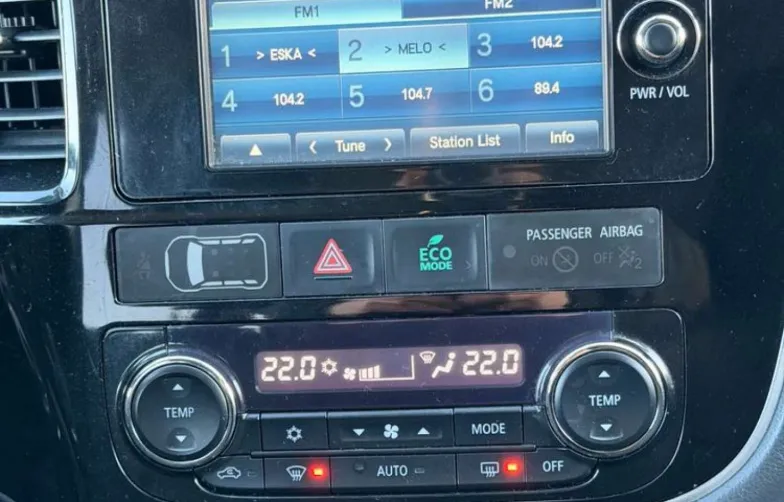 FM1 FM2
1 > ESKA < 2 > MELO < 3 104.2
4 104.2 5 104.7 6 89.4
▲ < Tune > Station List Info
PWR / VOL
ECO MODE
PASSENGER AIRBAG
ON OFF 2
22.0 22.0
TEMP TEMP
MODE
AUTO OFF